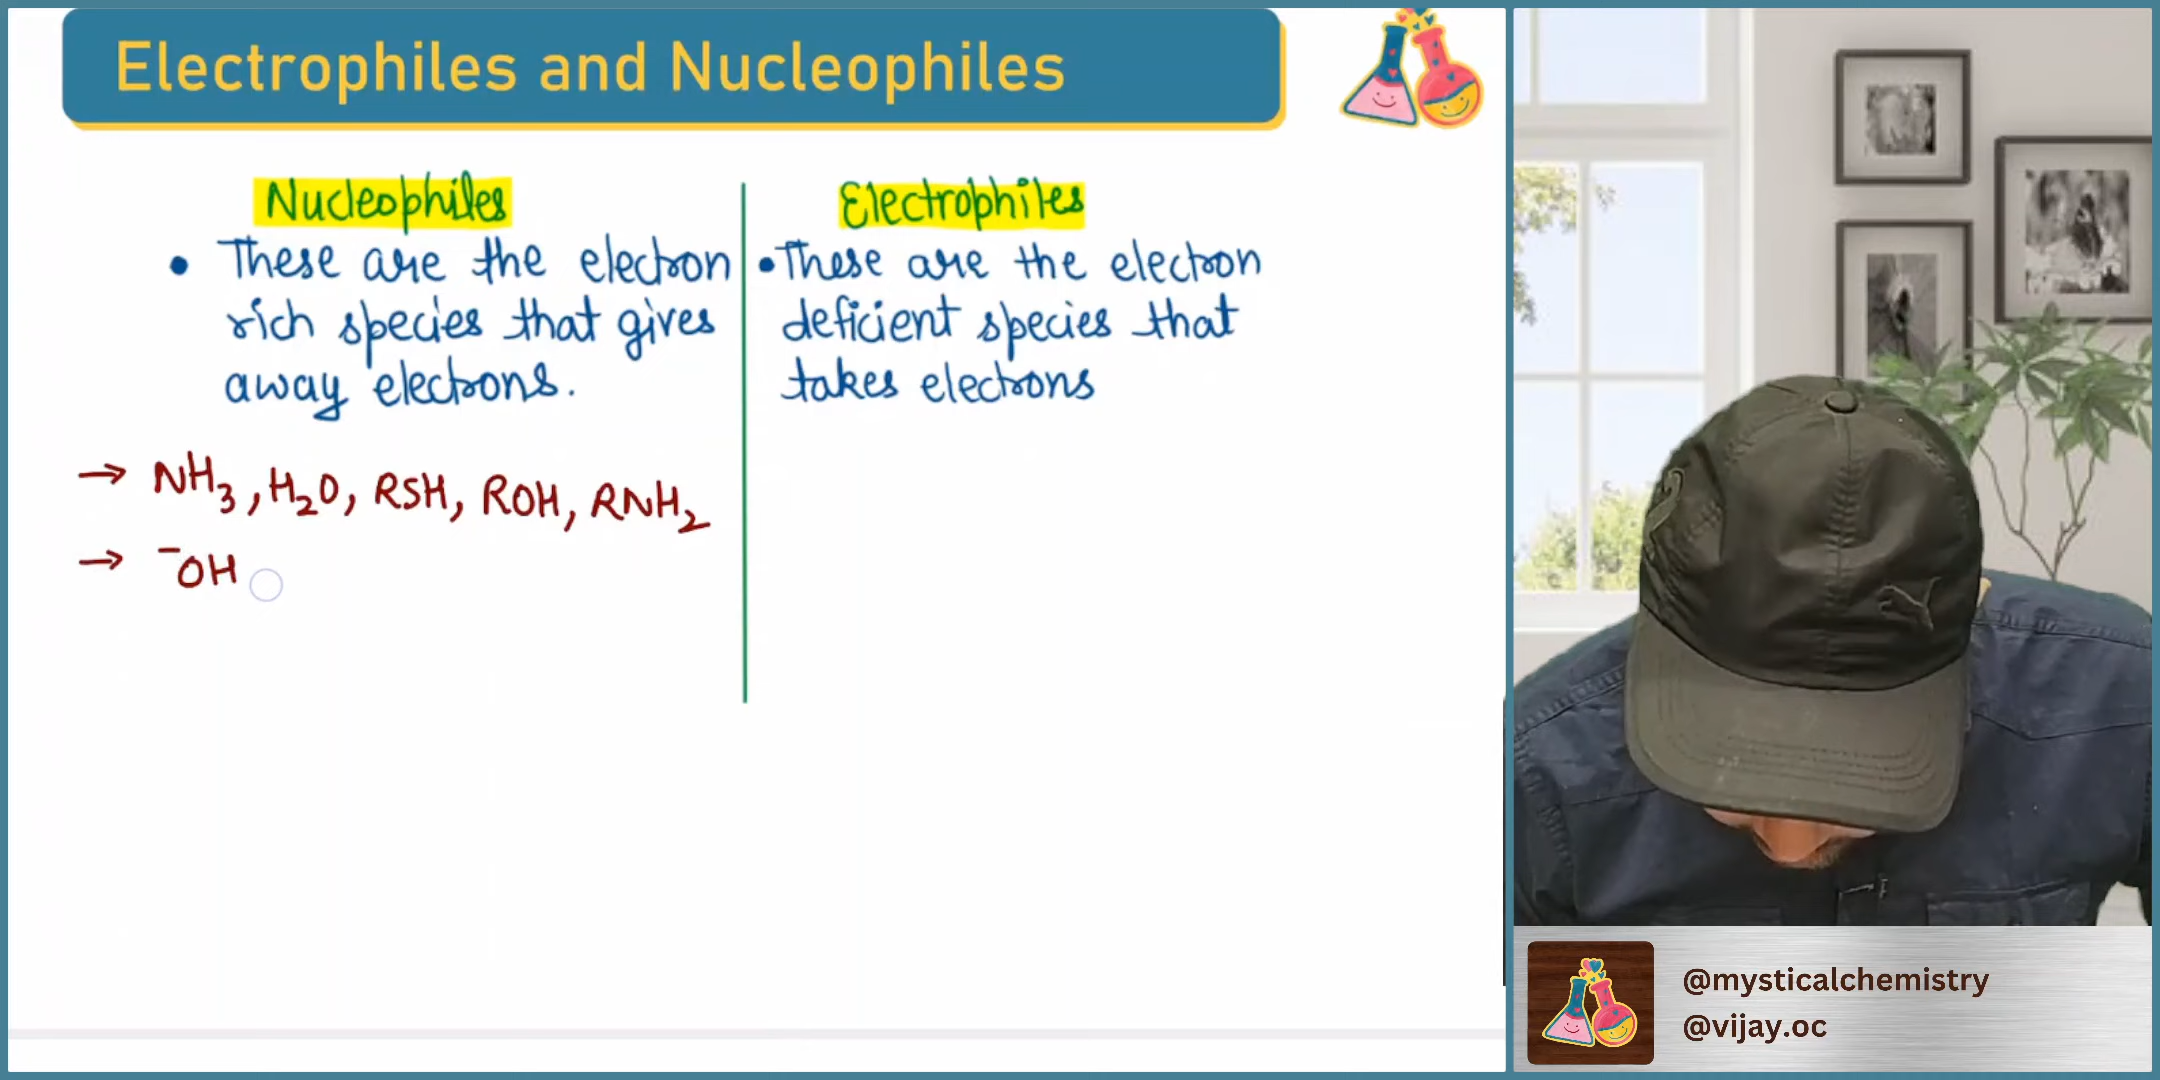 Electrophiles and Nucleophiles
Nucleophiles
• These are the electron
rich species that gives
away electrons.
→ NH₃, H₂O, RSH, ROH, RNH₂
→ ⁻OH
Electrophiles
• These are the electron
deficient species that
takes electrons
@mysticalchemistry
@vijay.oc